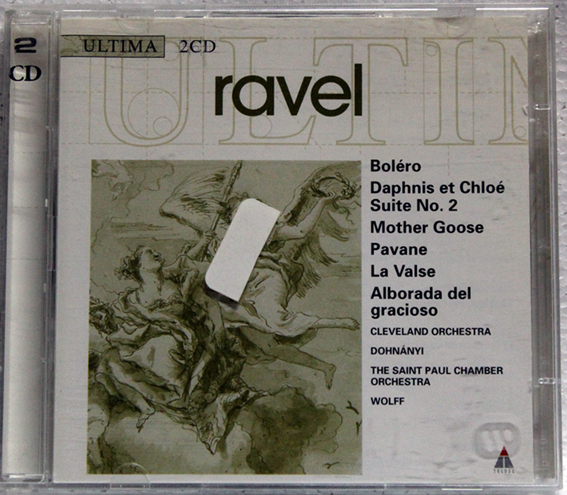 2
CD
ULTIMA 2CD
ULTIM
ravel
Boléro
Daphnis et Chloé
Suite No. 2
Mother Goose
Pavane
La Valse
Alborada del
gracioso
CLEVELAND ORCHESTRA
DOHNÁNYI
THE SAINT PAUL CHAMBER
ORCHESTRA
WOLFF
TELDEC